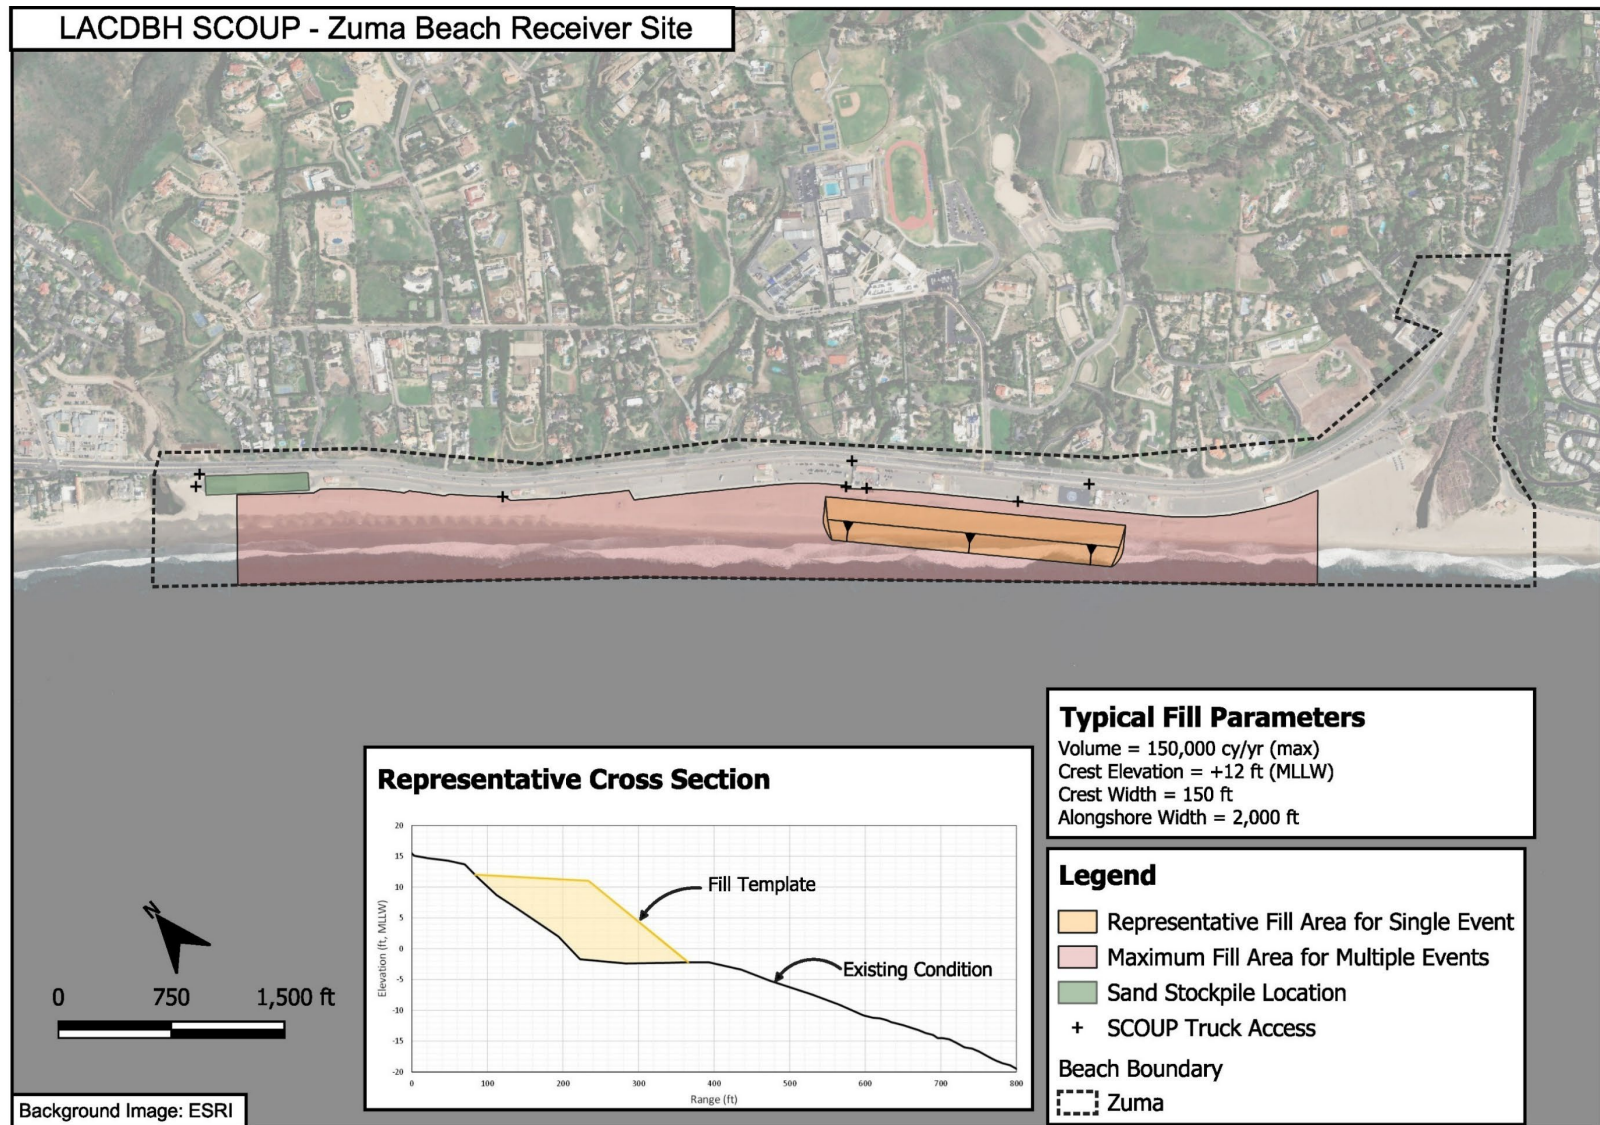 LACDBH SCOUP - Zuma Beach Receiver Site
Typical Fill Parameters
Volume = 150,000 cy/yr (max)
Crest Elevation = +12 ft (MLLW)
Crest Width = 150 ft
Alongshore Width = 2,000 ft
Representative Cross Section
20
15
10
5
0
-5
-10
-15
-20
Elevation (ft, MLLW)
Fill Template
Existing Condition
0 100 200 300 400 500 600 700 800
Range (ft)
Legend
Representative Fill Area for Single Event
Maximum Fill Area for Multiple Events
Sand Stockpile Location
SCOUP Truck Access
Beach Boundary
Zuma
N
0 750 1,500 ft
Background Image: ESRI